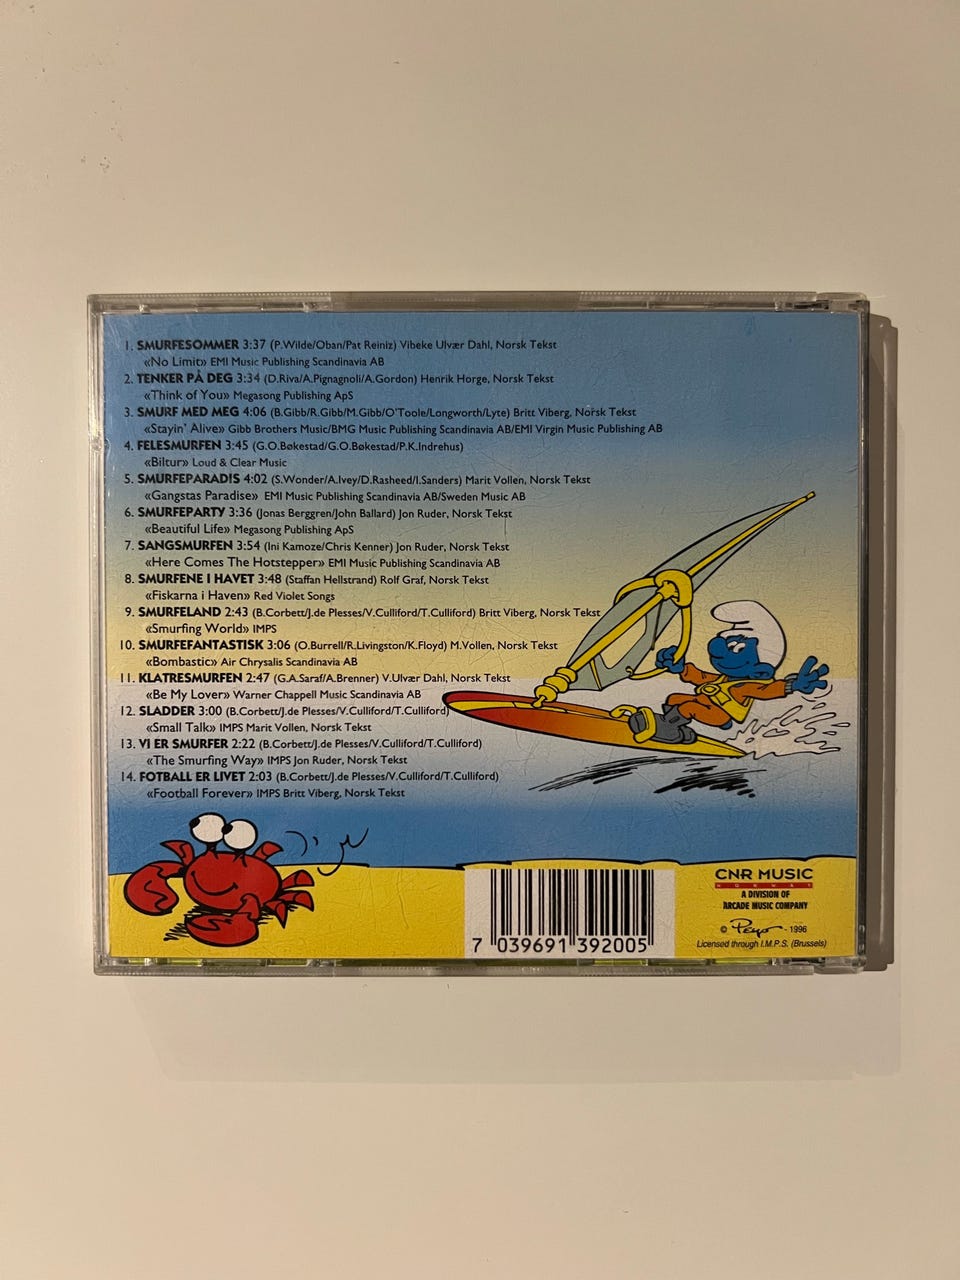 1. SMURFESOMMER 3:37 (P.Wilde/Oban/Pat Reiniz) Vibeke Ulvær Dahl, Norsk Tekst
«No Limit» EMI Music Publishing Scandinavia AB
2. TENKER PÅ DEG 3:34 (D.Riva/A.Pignagnoli/A.Gordon) Henrik Horge, Norsk Tekst
«Think of You» Megasong Publishing ApS
3. SMURF MED MEG 4:06 (B.Gibb/R.Gibb/M.Gibb/O'Toole/Longworth/Lyte) Britt Viberg, Norsk Tekst
«Stayin' Alive» Gibb Brothers Music/BMG Music Publishing Scandinavia AB/EMI Virgin Music Publishing AB
4. FELESMURFEN 3:45 (G.O.Bøkestad/G.O.Bøkestad/P.K.Indrehus)
«Biltur» Loud & Clear Music
5. SMURFEPARADIS 4:02 (S.Wonder/A.Ivey/D.Rasheed/I.Sanders) Marit Vollen, Norsk Tekst
«Gangstas Paradise» EMI Music Publishing Scandinavia AB/Sweden Music AB
6. SMURFEPARTY 3:36 (Jonas Berggren/John Ballard) Jon Ruder, Norsk Tekst
«Beautiful Life» Megasong Publishing ApS
7. SANGSMURFEN 3:54 (Ini Kamoze/Chris Kenner) Jon Ruder, Norsk Tekst
«Here Comes The Hotstepper» EMI Music Publishing Scandinavia AB
8. SMURFENE I HAVET 3:48 (Staffan Hellstrand) Rolf Graf, Norsk Tekst
«Fiskarna i Haven» Red Violet Songs
9. SMURFELAND 2:43 (B.Corbett/J.de Plesses/V.Culliford/T.Culliford) Britt Viberg, Norsk Tekst
«Smurfing World» IMPS
10. SMURFEFANTASTISK 3:06 (O.Burrell/R.Livingston/K.Floyd) M.Vollen, Norsk Tekst
«Bombastic» Air Chrysalis Scandinavia AB
11. KLATRESMURFEN 2:47 (G.A.Saraf/A.Brenner) V.Ulvær Dahl, Norsk Tekst
«Be My Lover» Warner Chappell Music Scandinavia AB
12. SLADDER 3:00 (B.Corbett/J.de Plesses/V.Culliford/T.Culliford)
«Small Talk» IMPS Marit Vollen, Norsk Tekst
13. VI ER SMURFER 2:22 (B.Corbett/J.de Plesses/V.Culliford/T.Culliford)
«The Smurfing Way» IMPS Jon Ruder, Norsk Tekst
14. FOTBALL ER LIVET 2:03 (B.Corbett/J.de Plesses/V.Culliford/T.Culliford)
«Football Forever» IMPS Britt Viberg, Norsk Tekst
CNR MUSIC
NORWAY
A DIVISION OF
ARCADE MUSIC COMPANY
© Peyo - 1996
Licensed through I.M.P.S. (Brussels)
7 039691 392005